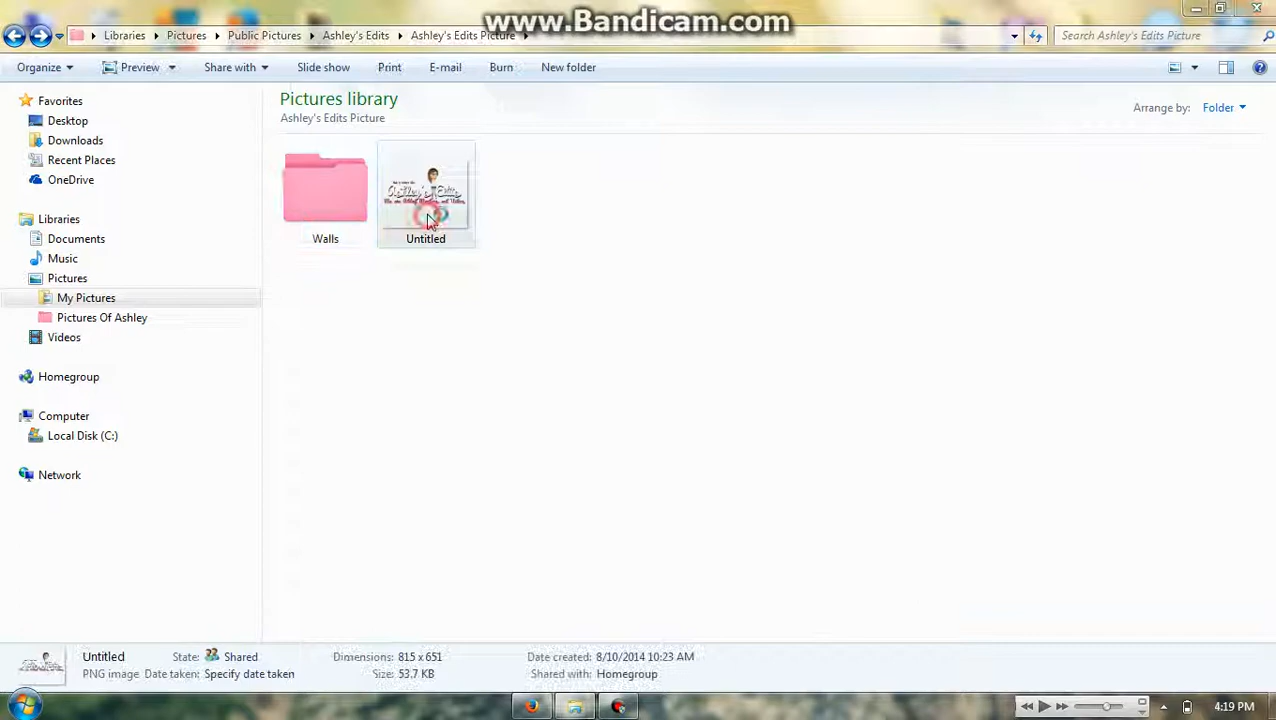 www.Bandicam.com
Libraries Pictures Public Pictures Ashley's Edits Ashley's Edits Picture Search Ashley's Edits Picture
Organize Preview Share with Slide show Print E-mail Burn New folder
Favorites
Desktop
Downloads
Recent Places
OneDrive
Libraries
Documents
Music
Pictures
My Pictures
Pictures Of Ashley
Videos
Homegroup
Computer
Local Disk (C:)
Network
Pictures library
Ashley's Edits Picture
Arrange by: Folder
Ashley's Edits
Walls
Untitled
Untitled State: Shared Dimensions: 815 x 651 Date created: 8/10/2014 10:23 AM
PNG image Date taken: Specify date taken Size: 53.7 KB Shared with: Homegroup
4:19 PM